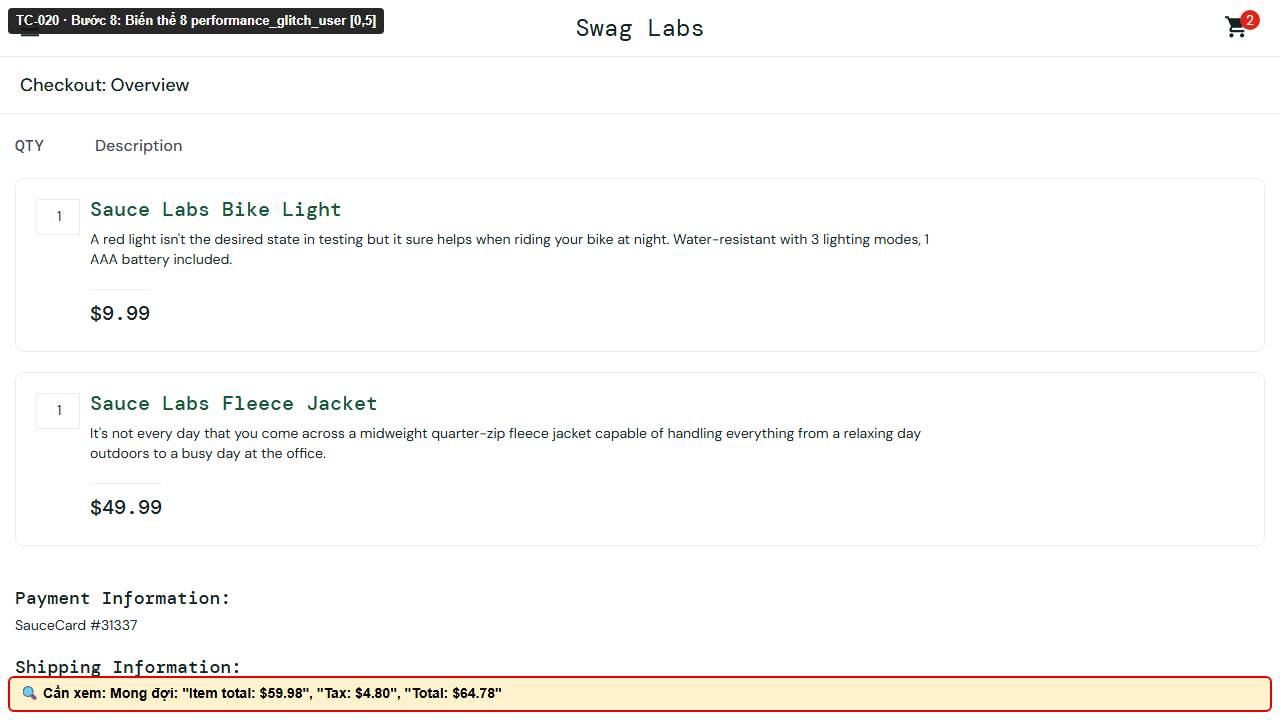 TC-020 · Bước 8: Biến thể 8 performance_glitch_user [0,5]
Swag Labs
2
Checkout: Overview
QTY
Description
1
Sauce Labs Bike Light
A red light isn't the desired state in testing but it sure helps when riding your bike at night. Water-resistant with 3 lighting modes, 1
AAA battery included.
$9.99
1
Sauce Labs Fleece Jacket
It's not every day that you come across a midweight quarter-zip fleece jacket capable of handling everything from a relaxing day
outdoors to a busy day at the office.
$49.99
Payment Information:
SauceCard #31337
Shipping Information:
🔍 Cần xem: Mong đợi: "Item total: $59.98", "Tax: $4.80", "Total: $64.78"